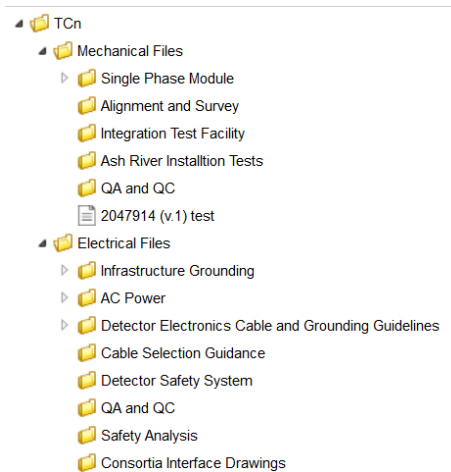 TCn
Mechanical Files
Single Phase Module
Alignment and Survey
Integration Test Facility
Ash River Installtion Tests
QA and QC
2047914 (v.1) test
Electrical Files
Infrastructure Grounding
AC Power
Detector Electronics Cable and Grounding Guidelines
Cable Selection Guidance
Detector Safety System
QA and QC
Safety Analysis
Consortia Interface Drawings